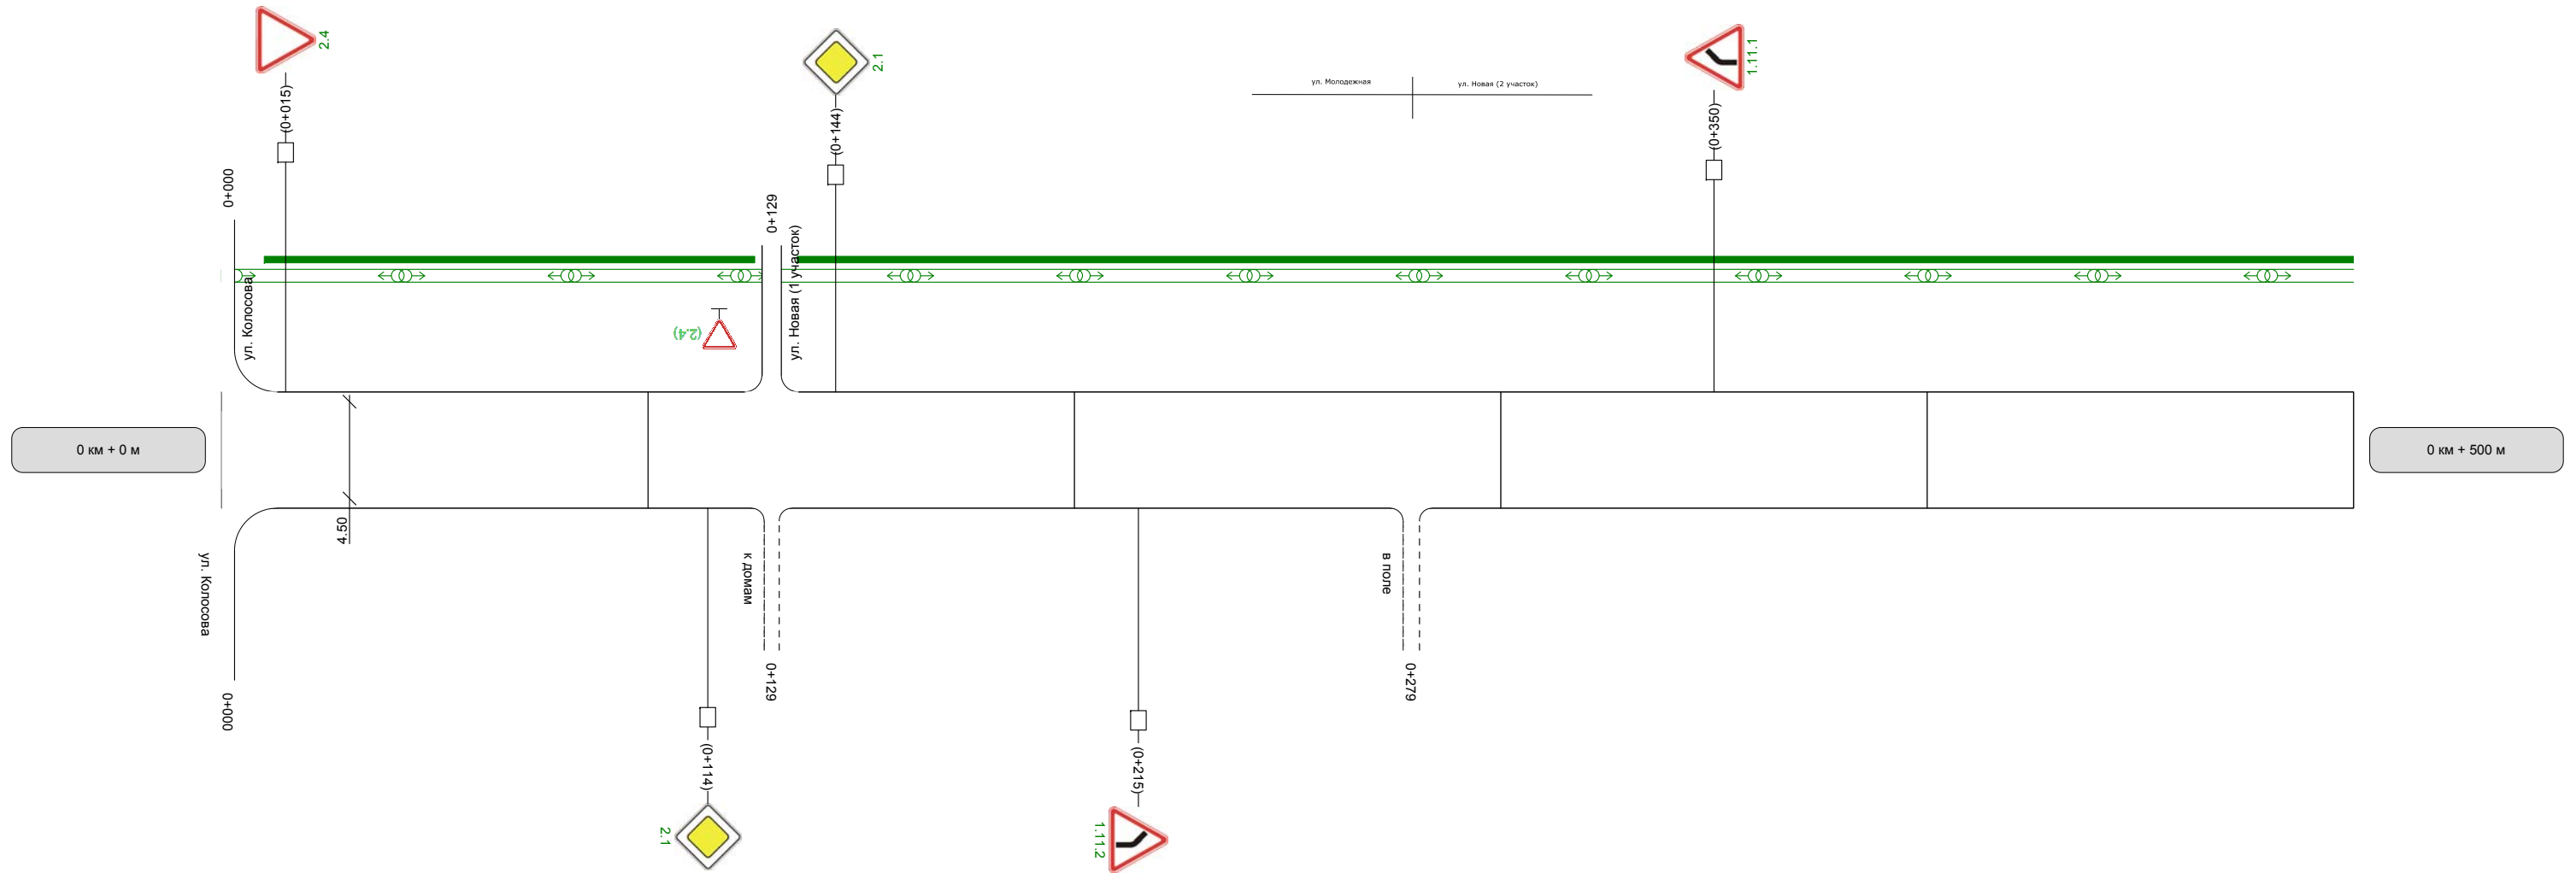 2.4
(0+015)
2.1
(0+144)
ул. Молодежная
ул. Новая (2 участок)
1.11.1
(0+350)
0+000
ул. Колосова
0+129
ул. Новая (1 участок)
(2.4)
0 км + 0 м
0 км + 500 м
4.50
ул. Колосова
0+000
к домам
0+129
в поле
0+279
(0+114)
2.1
(0+215)
1.11.2